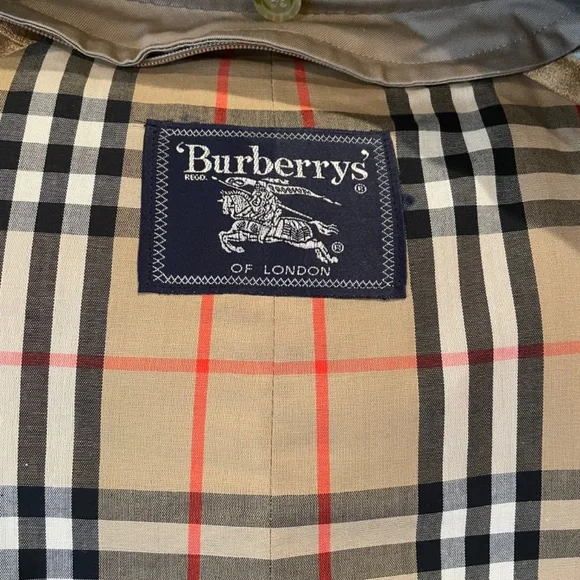 'Burberrys'
REGD.
®
®
OF LONDON